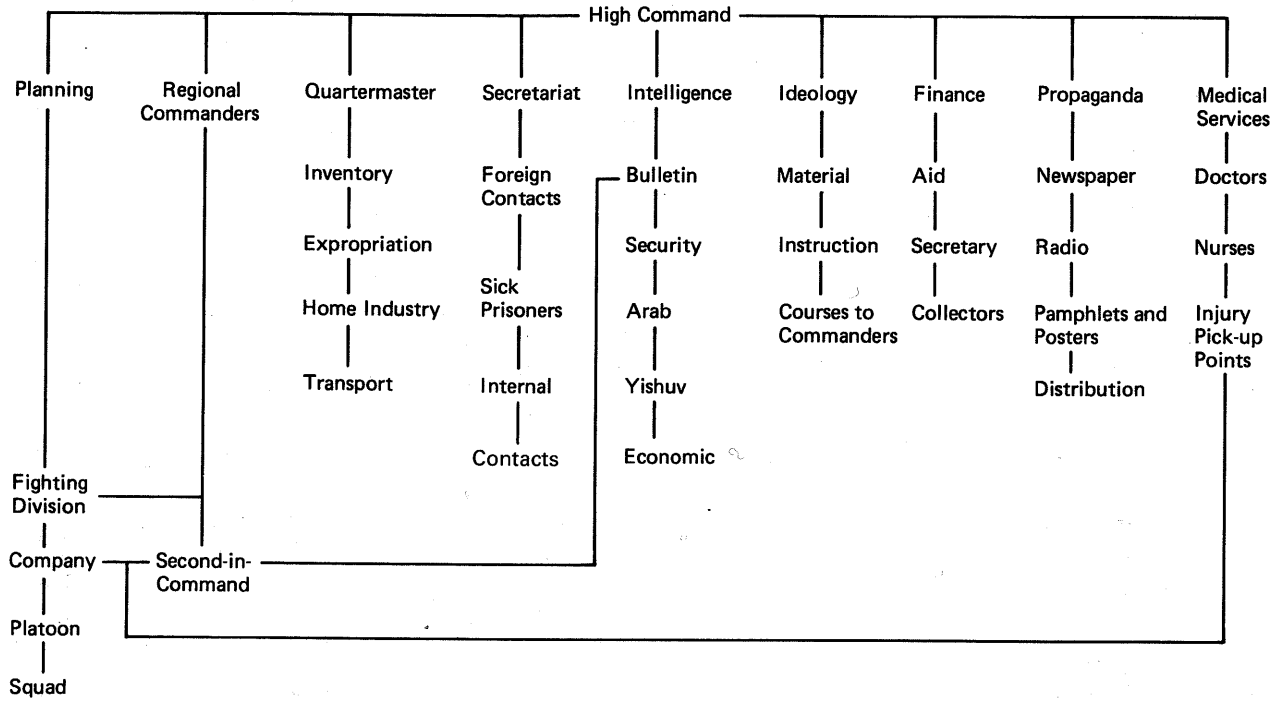 High Command
Planning
Regional
Commanders
Quartermaster
Secretariat
Intelligence
Ideology
Finance
Propaganda
Medical
Services
Inventory
Foreign
Contacts
Bulletin
Material
Aid
Newspaper
Doctors
Expropriation
Security
Instruction
Secretary
Radio
Nurses
Home Industry
Sick
Prisoners
Arab
Courses to
Commanders
Collectors
Pamphlets and
Posters
Injury
Pick-up
Points
Transport
Internal
Yishuv
Distribution
Contacts
Economic
Fighting
Division
Company
Second-in-
Command
Platoon
Squad